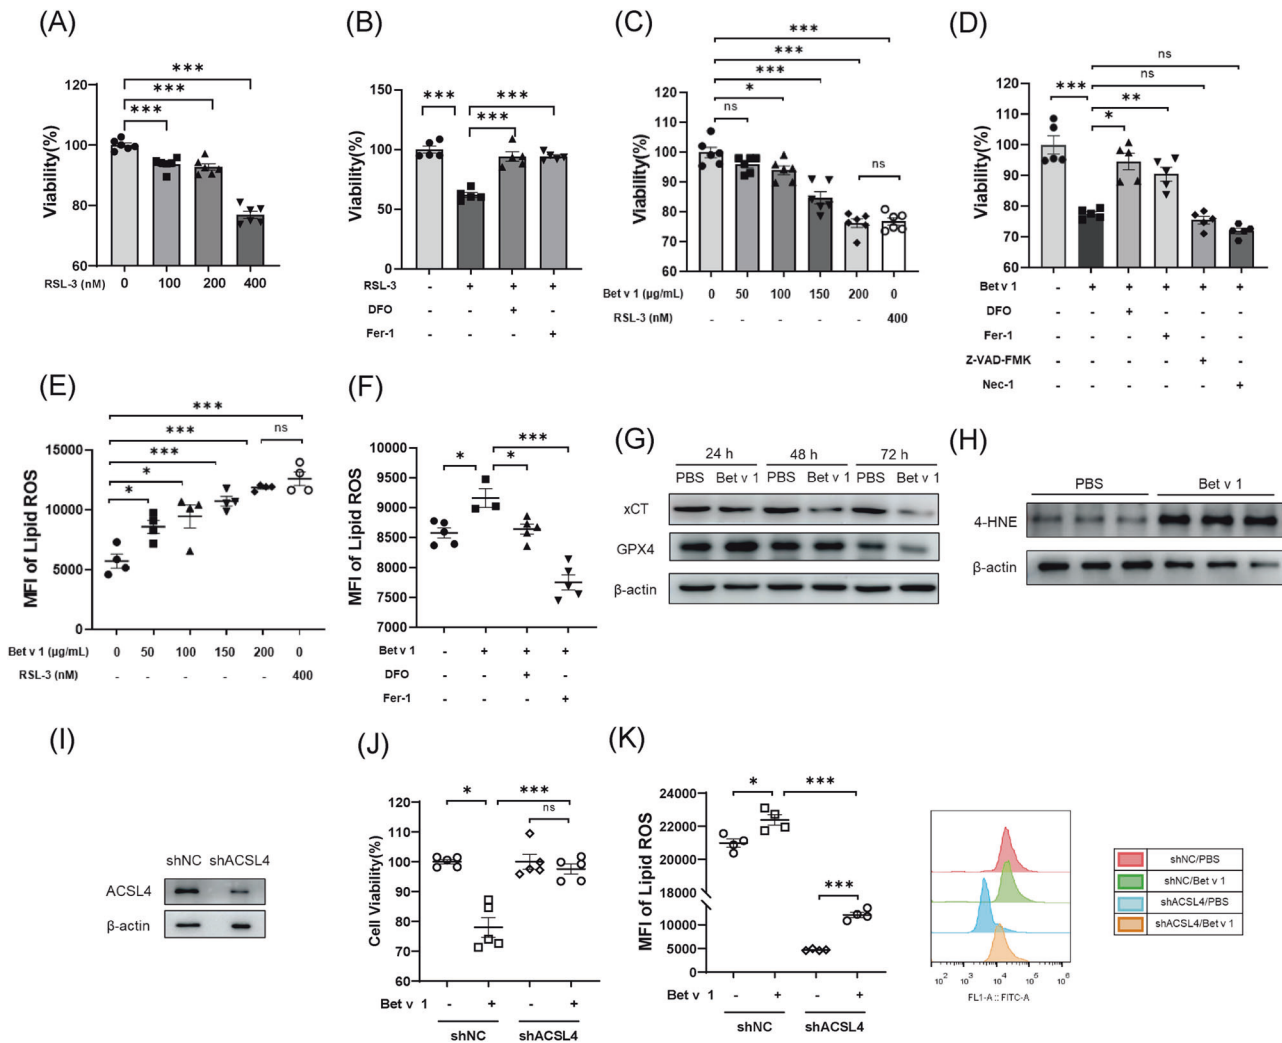 (A)
Viability(%)
120
100
80
60
***
***
***
RSL-3 (nM) 0 100 200 400
(B)
Viability(%)
150
100
50
0
*** ***
***
RSL-3 - + + +
DFO - - + -
Fer-1 - - - +
(C)
Viability(%)
120
110
100
90
80
70
60
***
***
***
*
ns
ns
Bet v 1 (μg/mL) 0 50 100 150 200 0
RSL-3 (nM) - - - - - 400
(D)
Viability(%)
120
110
100
90
80
70
60
ns
ns
*** **
*
Bet v 1 - + + + + +
DFO - - + - - -
Fer-1 - - - + - -
Z-VAD-FMK - - - - + -
Nec-1 - - - - - +
(E)
MFI of Lipid ROS
15000
10000
5000
0
***
***
ns
***
*
*
Bet v 1 (μg/mL) 0 50 100 150 200 0
RSL-3 (nM) - - - - - 400
(F)
MFI of Lipid ROS
10000
9500
9000
8500
8000
7500
7000
***
* *
Bet v 1 - + + +
DFO - - + -
Fer-1 - - - +
(G)
24 h 48 h 72 h
PBS Bet v 1 PBS Bet v 1 PBS Bet v 1
xCT
GPX4
β-actin
(H)
PBS Bet v 1
4-HNE
β-actin
(I)
shNC shACSL4
ACSL4
β-actin
(J)
Cell Viability(%)
120
110
100
90
80
70
60
* ***
ns
Bet v 1 - + - +
shNC shACSL4
(K)
MFI of Lipid ROS
24000
22000
20000
18000
10000
5000
0
* ***
***
Bet v 1 - + - +
shNC shACSL4
10² 10³ 10⁴ 10⁵ 10⁶
FL1-A :: FITC-A
shNC/PBS
shNC/Bet v 1
shACSL4/PBS
shACSL4/Bet v 1